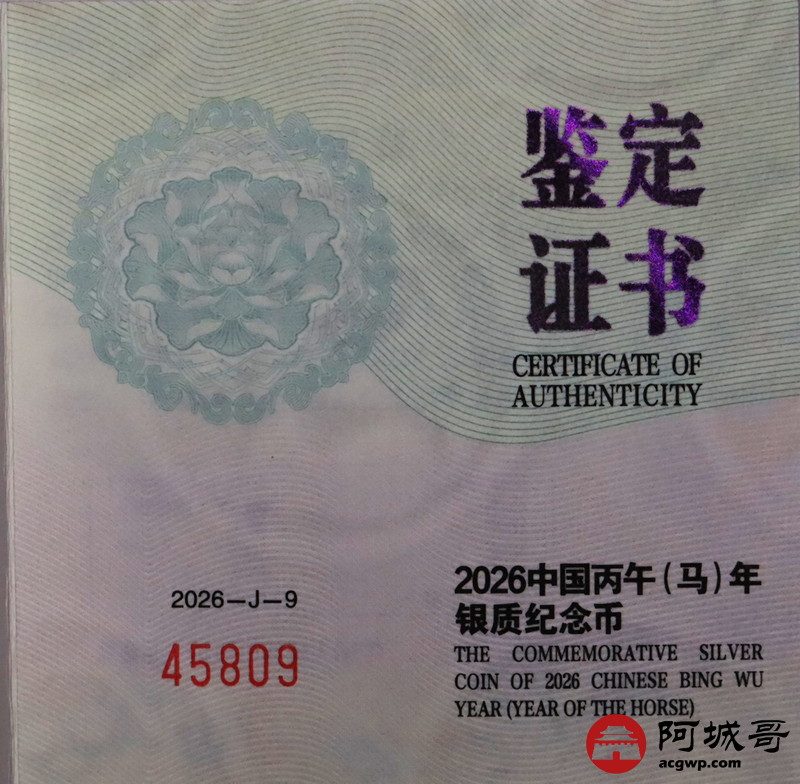 鉴定
证书
CERTIFICATE OF
AUTHENTICITY
2026—J—9
45809
2026中国丙午(马)年
银质纪念币
THE COMMEMORATIVE SILVER
COIN OF 2026 CHINESE BING WU
YEAR (YEAR OF THE HORSE)
阿城哥
acgwp.com